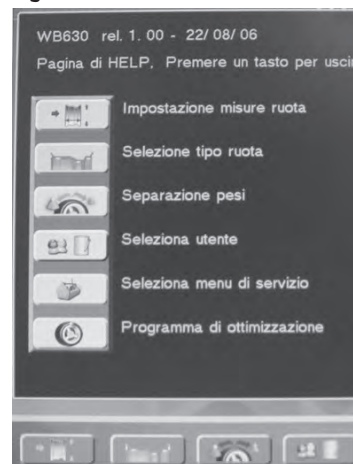 WB630 rel. 1. 00 - 22/ 08/ 06
Pagina di HELP, Premere un tasto per usci
Impostazione misure ruota
Selezione tipo ruota
Separazione pesi
Seleziona utente
Seleziona menu di servizio
Programma di ottimizzazione